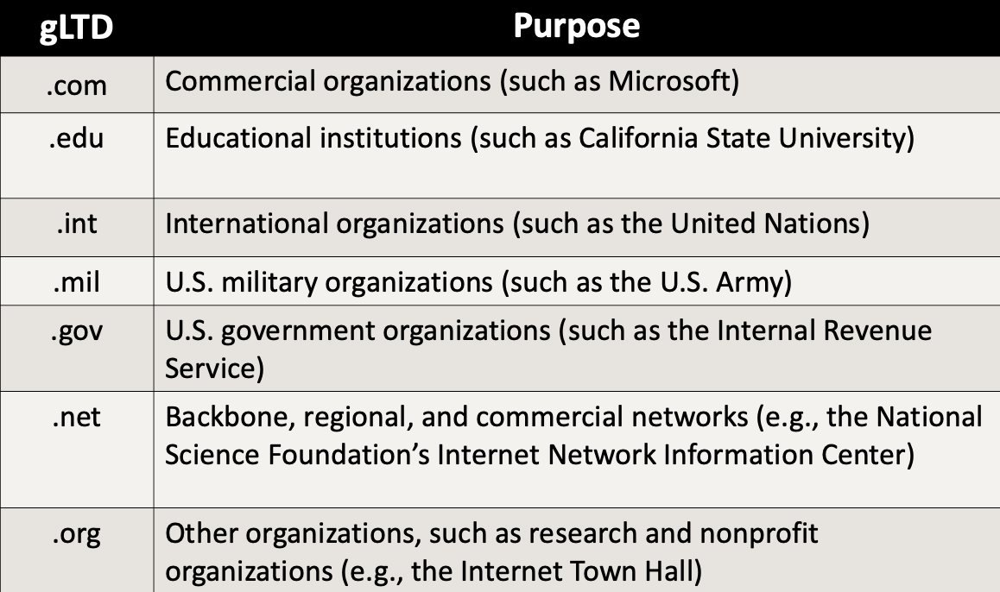 gLTD Purpose
.com Commercial organizations (such as Microsoft)
.edu Educational institutions (such as California State University)
.int International organizations (such as the United Nations)
.mil U.S. military organizations (such as the U.S. Army)
.gov U.S. government organizations (such as the Internal Revenue
Service)
.net Backbone, regional, and commercial networks (e.g., the National
Science Foundation’s Internet Network Information Center)
.org Other organizations, such as research and nonprofit
organizations (e.g., the Internet Town Hall)